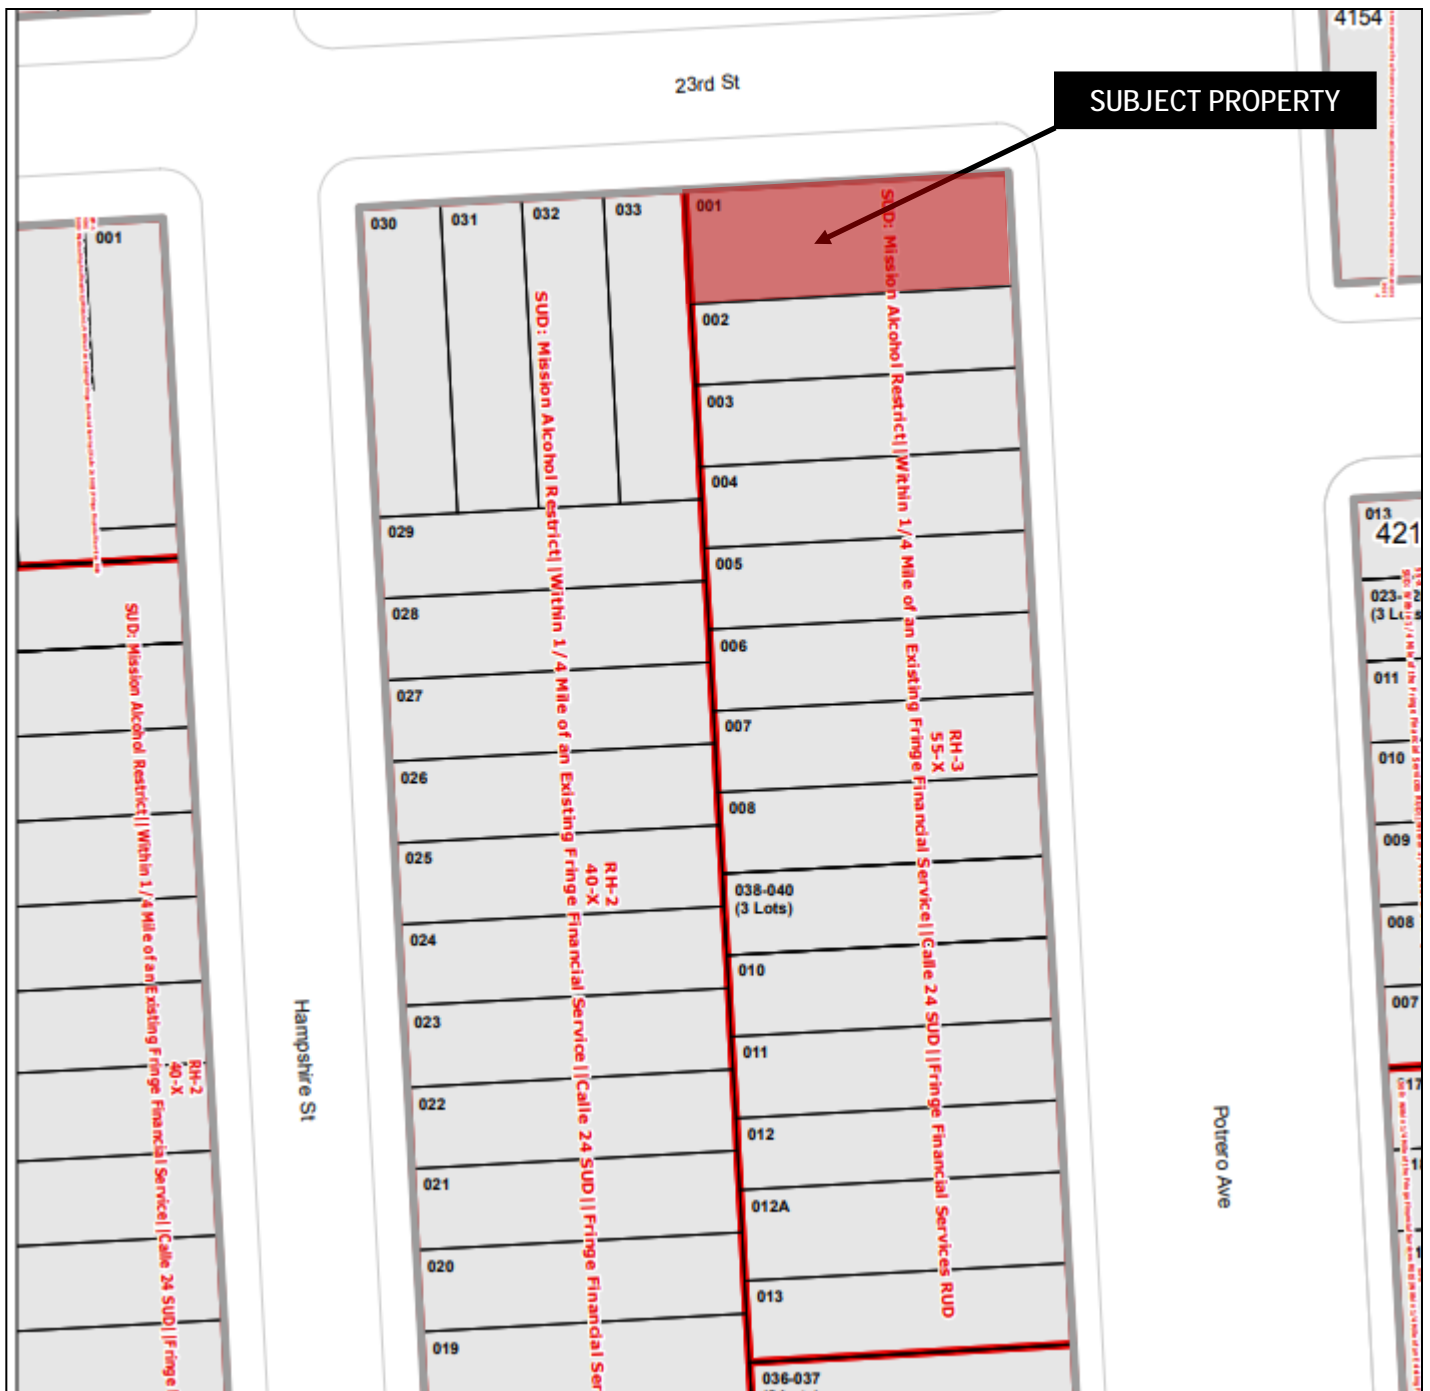 4154
23rd St
SUBJECT PROPERTY
001
030
031
032
033
001
002
003
004
005
006
007
008
038-040
(3 Lots)
010
011
012
012A
013
036-037
029
028
027
026
025
024
023
022
021
020
019
SUD: Mission Alcohol Restrict||Within 1/4 Mile of an Existing Fringe Financial Service||Calle 24 SUD||Fringe
RH-2
40-X
Hampshire St
SUD: Mission Alcohol Restrict||Within 1/4 Mile of an Existing Fringe Financial Service||Calle 24 SUD||Fringe Financial Ser
RH-2
40-X
SUD: Mission Alcohol Restrict||Within 1/4 Mile of an Existing Fringe Financial Service||Calle 24 SUD||Fringe Financial Services RUD
RH-3
55-X
Potrero Ave
013
421
023-
(3 Lots
011
010
009
008
007
17